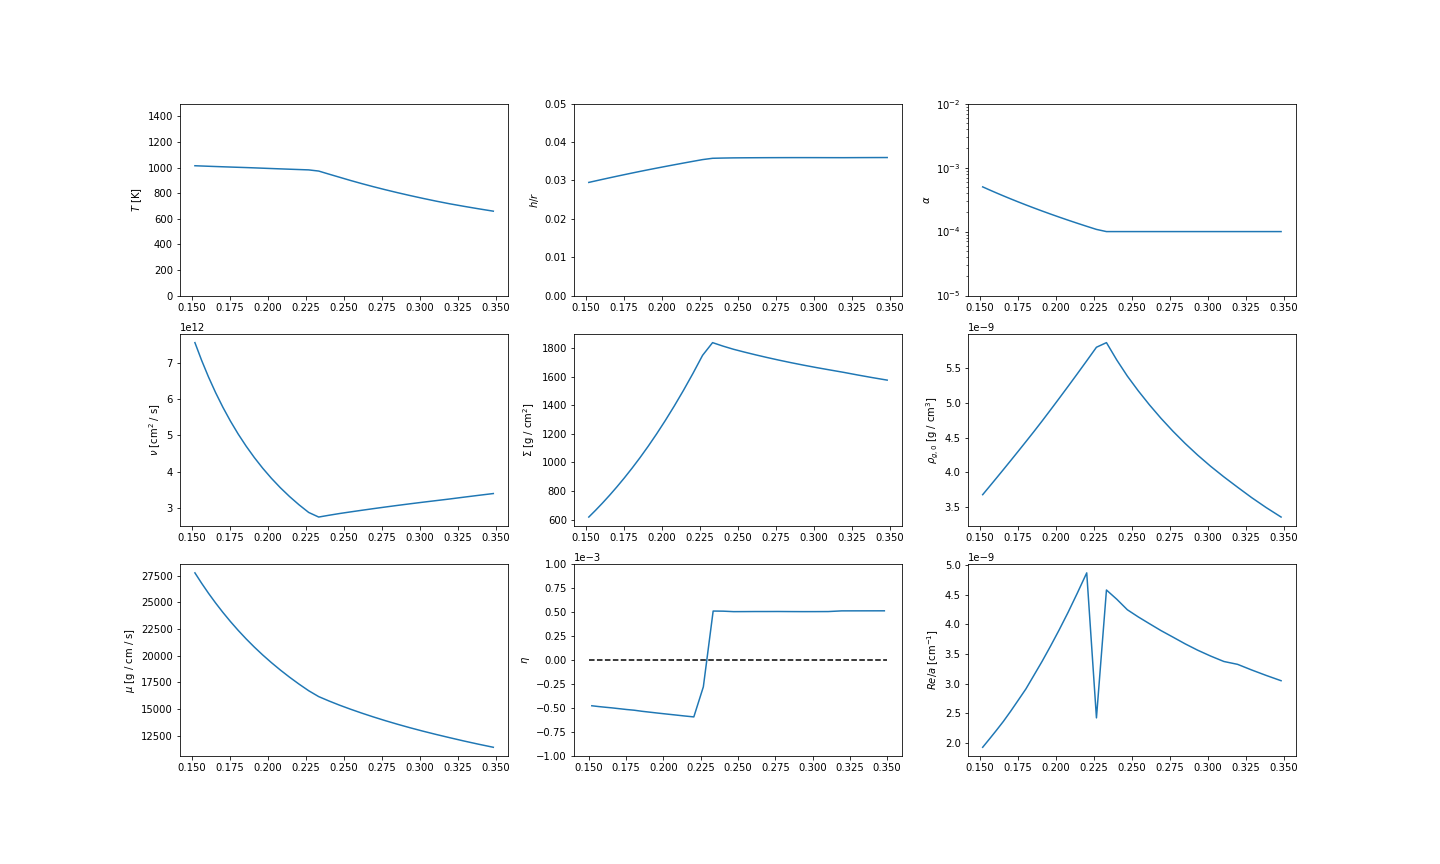 1400
1200
1000
800
600
400
200
0
T [K]
0.150 0.175 0.200 0.225 0.250 0.275 0.300 0.325 0.350
0.05
0.04
0.03
0.02
0.01
0.00
h/r
0.150 0.175 0.200 0.225 0.250 0.275 0.300 0.325 0.350
10⁻²
10⁻³
10⁻⁴
10⁻⁵
α
0.150 0.175 0.200 0.225 0.250 0.275 0.300 0.325 0.350
1e12
7
6
5
4
3
ν [cm² / s]
0.150 0.175 0.200 0.225 0.250 0.275 0.300 0.325 0.350
1800
1600
1400
1200
1000
800
600
Σ [g / cm²]
0.150 0.175 0.200 0.225 0.250 0.275 0.300 0.325 0.350
1e−9
5.5
5.0
4.5
4.0
3.5
ρg,0 [g / cm³]
0.150 0.175 0.200 0.225 0.250 0.275 0.300 0.325 0.350
27500
25000
22500
20000
17500
15000
12500
μ [g / cm / s]
0.150 0.175 0.200 0.225 0.250 0.275 0.300 0.325 0.350
1e−3
1.00
0.75
0.50
0.25
0.00
−0.25
−0.50
−0.75
−1.00
η
0.150 0.175 0.200 0.225 0.250 0.275 0.300 0.325 0.350
1e−9
5.0
4.5
4.0
3.5
3.0
2.5
2.0
Re/a [cm⁻¹]
0.150 0.175 0.200 0.225 0.250 0.275 0.300 0.325 0.350